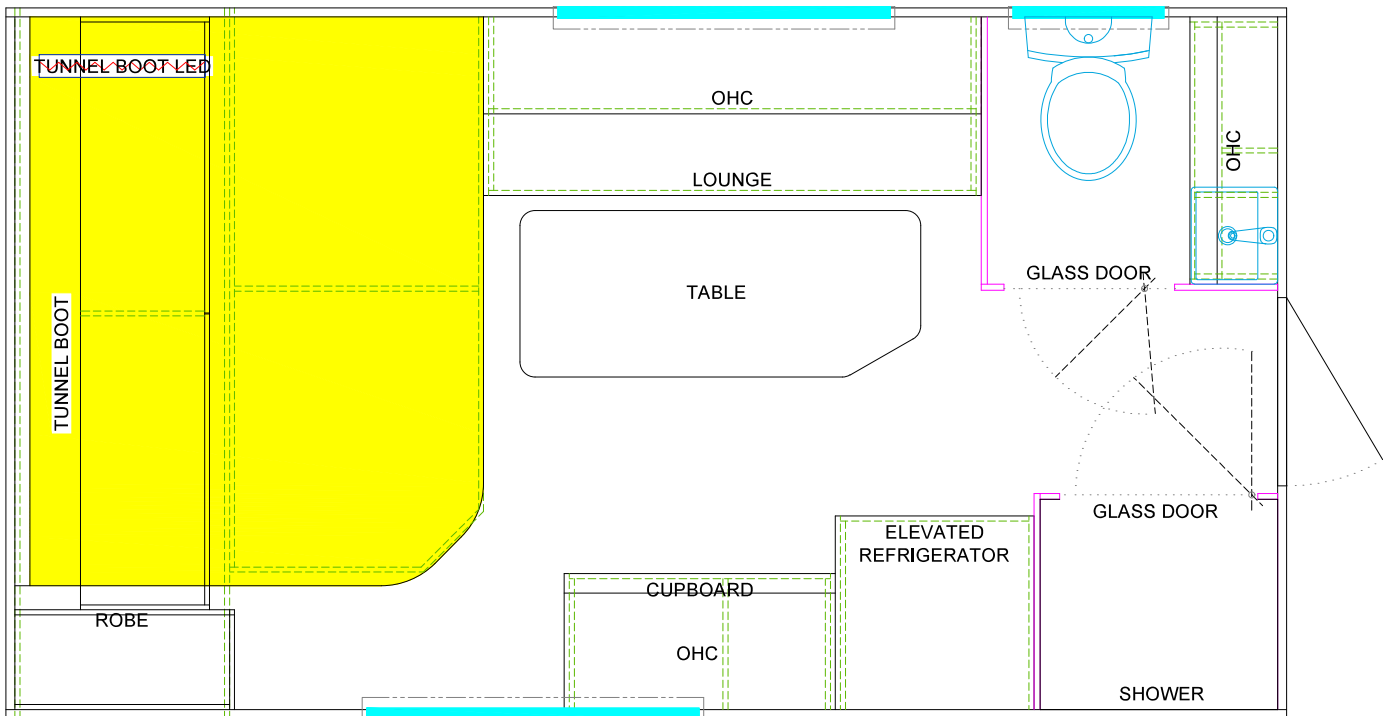 TUNNEL BOOT LED
OHC
OHC
LOUNGE
GLASS DOOR
TABLE
TUNNEL BOOT
GLASS DOOR
ELEVATED
REFRIGERATOR
CUPBOARD
ROBE
OHC
SHOWER